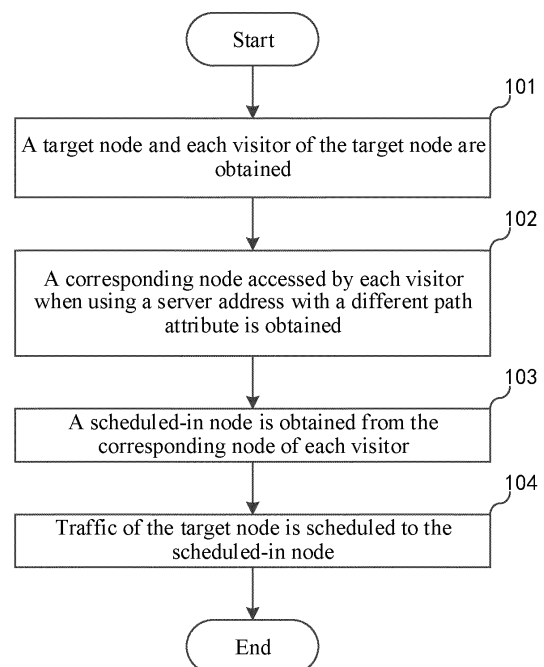 Start
101
A target node and each visitor of the target node are
obtained
102
A corresponding node accessed by each visitor
when using a server address with a different path
attribute is obtained
103
A scheduled-in node is obtained from the
corresponding node of each visitor
104
Traffic of the target node is scheduled to the
scheduled-in node
End